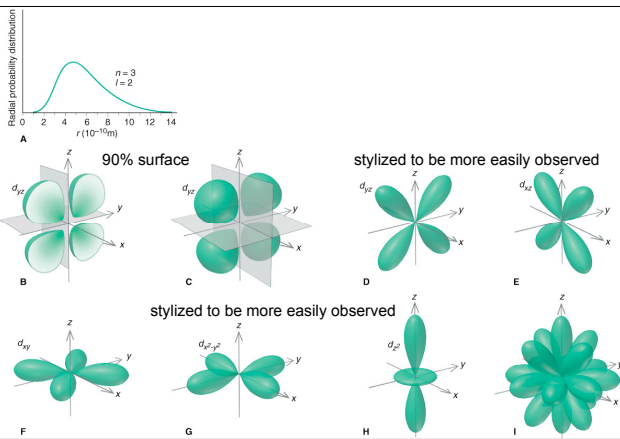 Radial probability distribution
n = 3
l = 2
0 2 4 6 8 10 12 14
r (10⁻¹⁰m)
A
90% surface
stylized to be more easily observed
z
d_yz
y
x
B
z
d_yz
y
x
C
z
d_yz
y
x
D
z
d_xz
y
x
E
stylized to be more easily observed
z
d_xy
y
x
F
z
d_x²-y²
y
x
G
z
d_z²
y
x
H
z
y
x
I